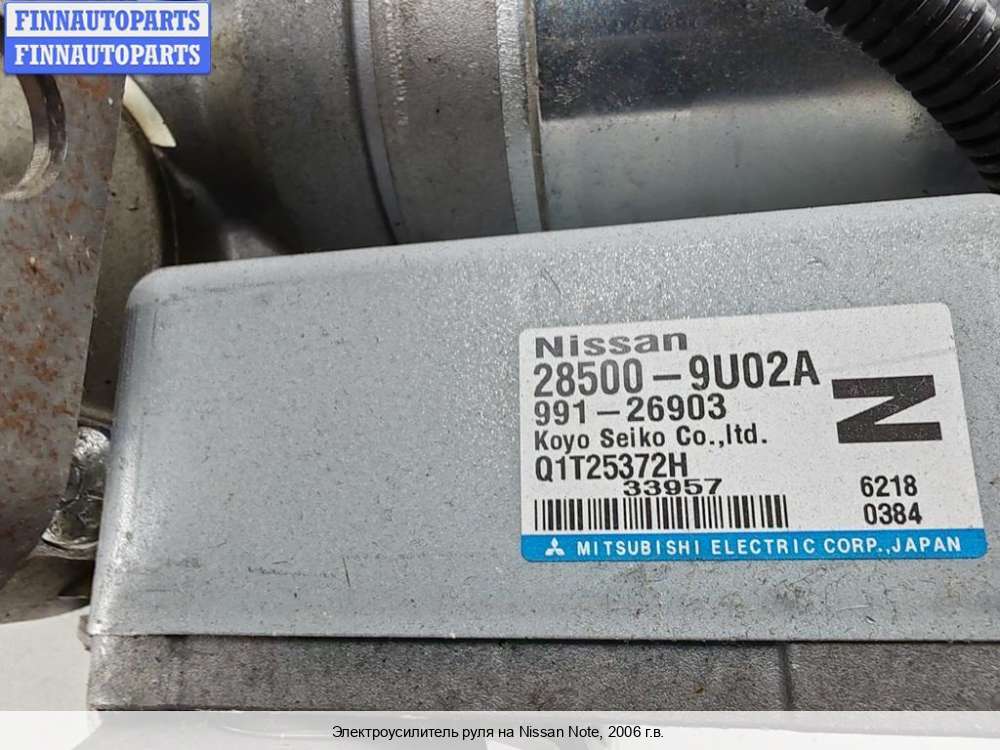 FINNAUTOPARTS
FINNAUTOPARTS
Nissan
28500-9U02A
991-26903
Koyo Seiko Co.,ltd.
Q1T25372H
N
33957
6218
0384
MITSUBISHI ELECTRIC CORP.,JAPAN
Электроусилитель руля на Nissan Note, 2006 г.в.